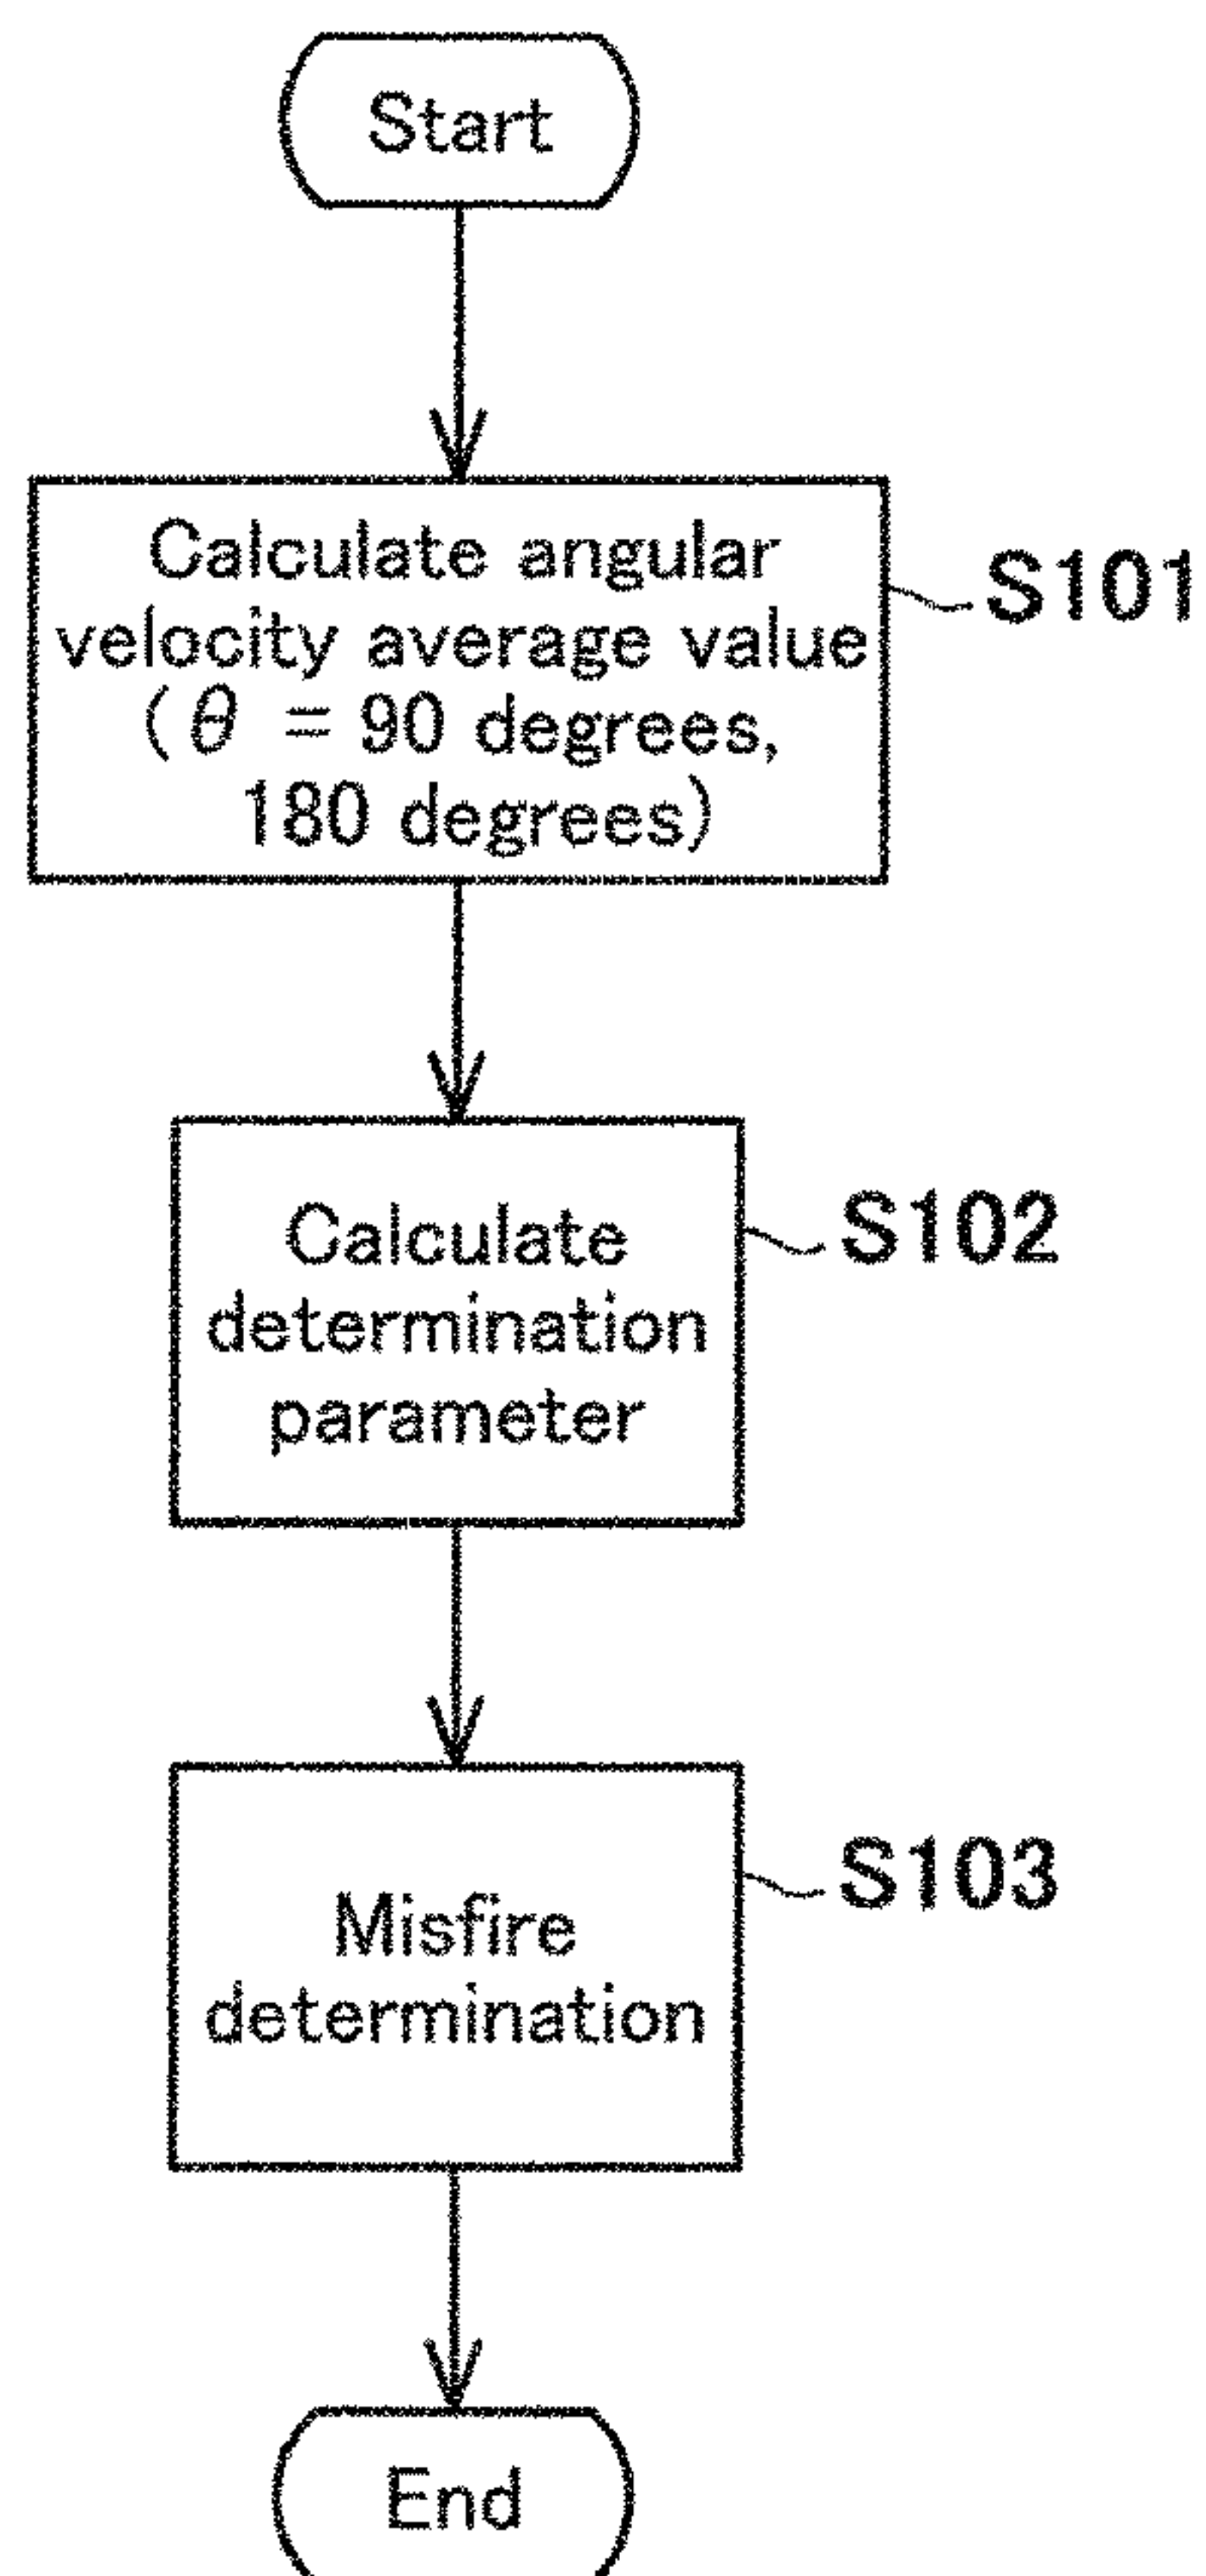 Start
Calculate angular
velocity average value
(θ = 90 degrees,
180 degrees)
S101
Calculate
determination
parameter
S102
Misfire
determination
S103
End